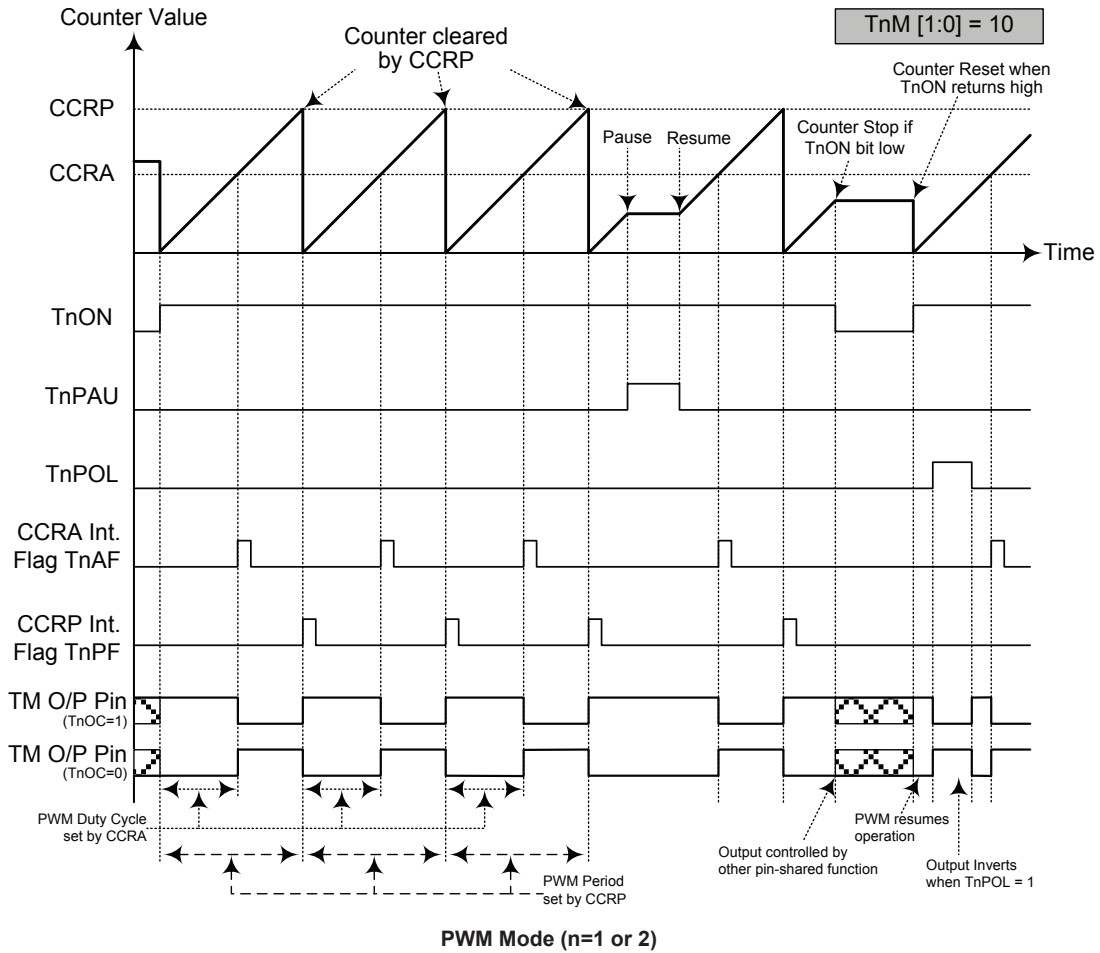 Counter Value
TnM [1:0] = 10
Counter cleared
by CCRP
Counter Reset when
TnON returns high
CCRP
Pause
Resume
Counter Stop if
TnON bit low
CCRA
Time
TnON
TnPAU
TnPOL
CCRA Int.
Flag TnAF
CCRP Int.
Flag TnPF
TM O/P Pin
(TnOC=1)
TM O/P Pin
(TnOC=0)
PWM Duty Cycle
set by CCRA
PWM resumes
operation
Output controlled by
other pin-shared function
Output Inverts
when TnPOL = 1
PWM Period
set by CCRP
PWM Mode (n=1 or 2)